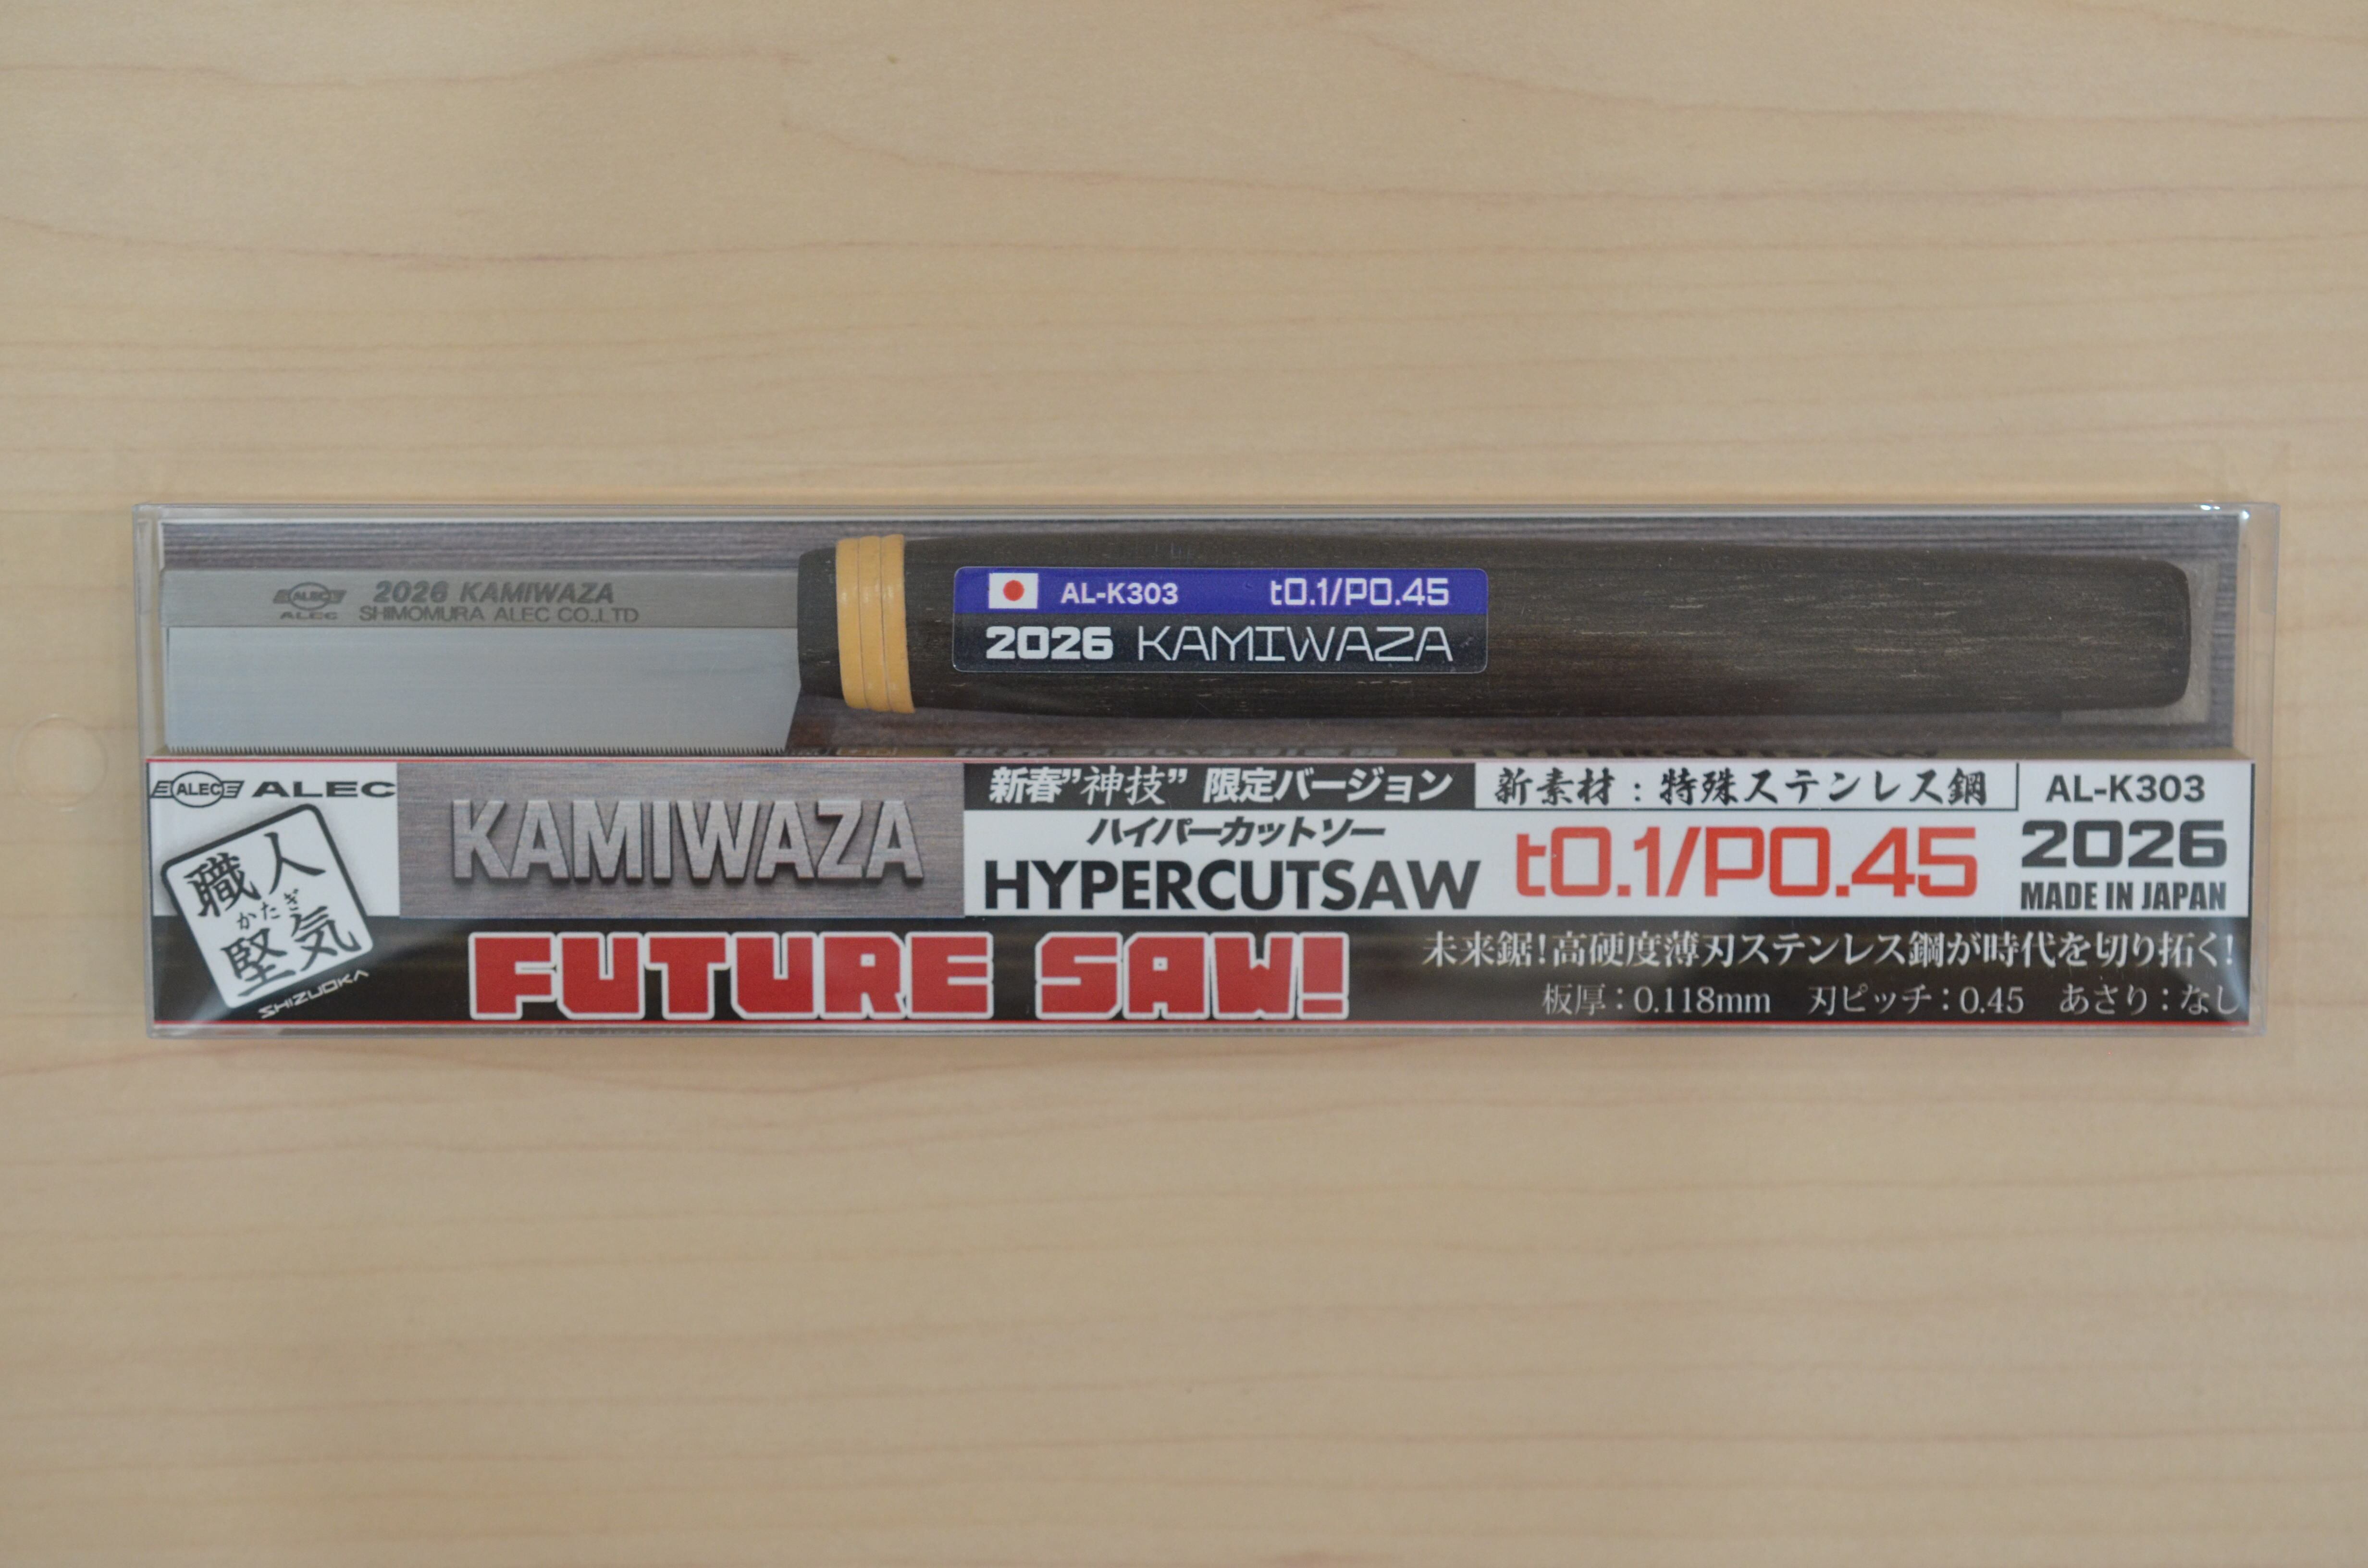 ALEC
2026 KAMIWAZA
ALEC
SHIMOMURA ALEC CO.,LTD
AL-K303
t0.1/P0.45
2026 KAMIWAZA
ALEC ALEC
職人
かたぎ
堅気
SHIZUOKA
KAMIWAZA
新春"神技" 限定バージョン
新素材：特殊ステンレス鋼
AL-K303
ハイパーカットソー
HYPERCUTSAW
t0.1/P0.45
2026
MADE IN JAPAN
FUTURE SAW!
未来鋸!高硬度薄刃ステンレス鋼が時代を切り拓く!
板厚：0.118mm　刃ピッチ：0.45　あさり：なし